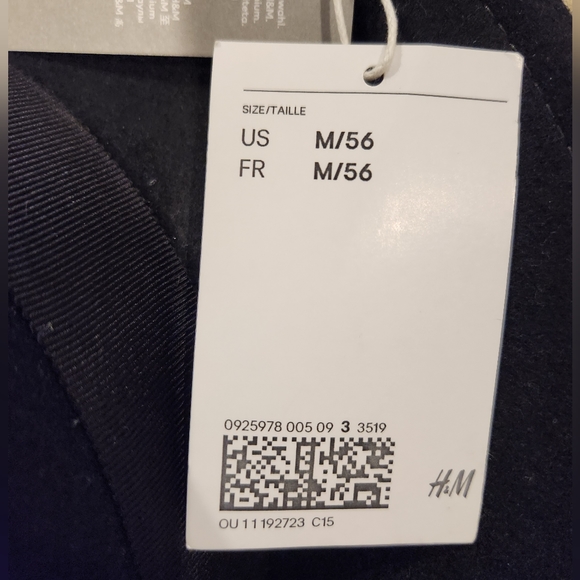 SIZE/TAILLE
US M/56
FR M/56
0925978 005 09 3 3519
H&M
OU 11192723 C15